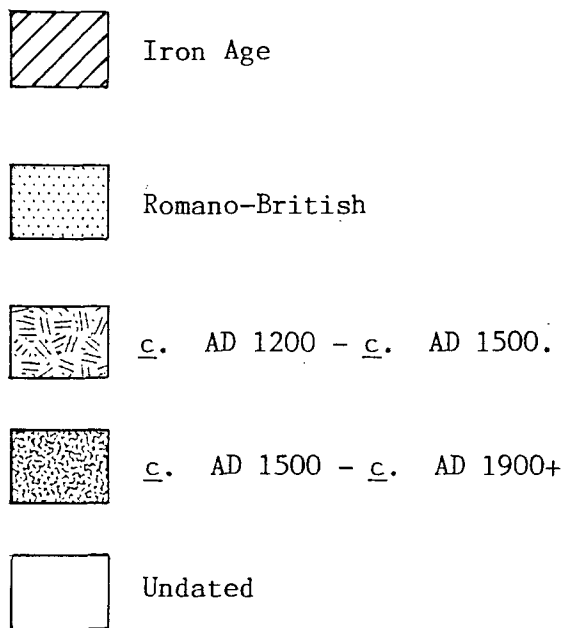 Iron Age
Romano-British
c. AD 1200 - c. AD 1500.
c. AD 1500 - c. AD 1900+
Undated